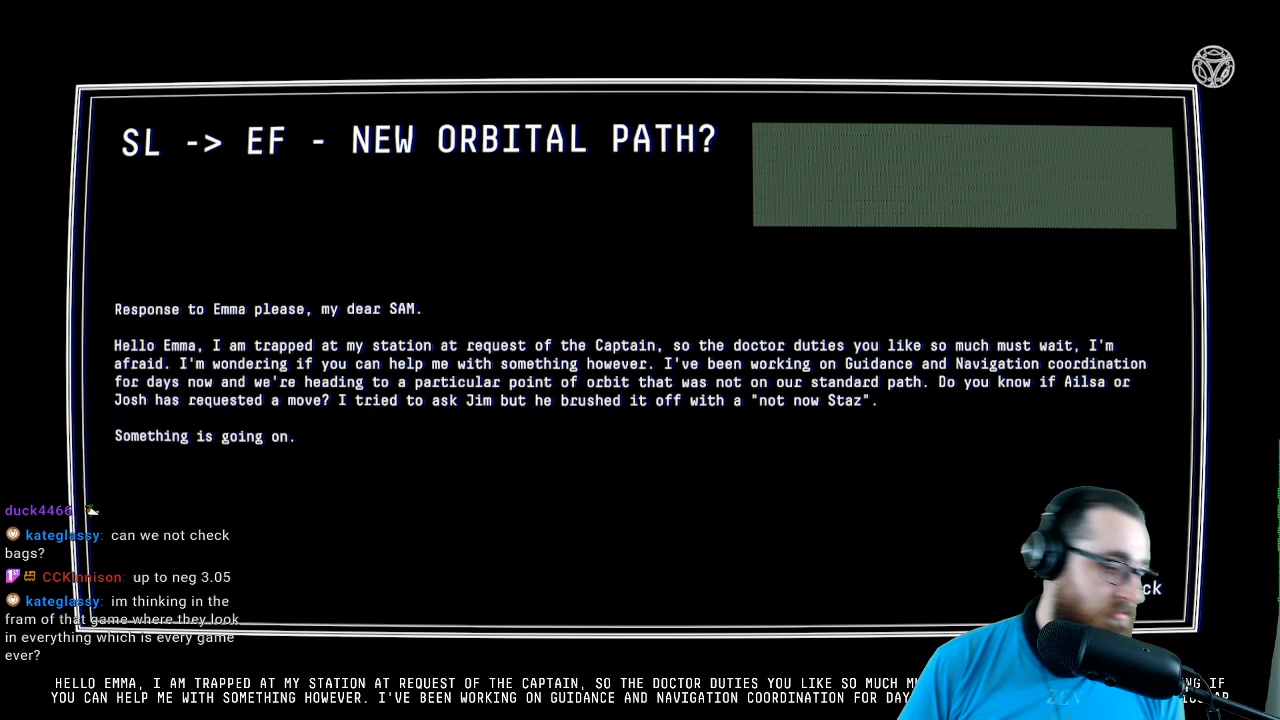 SL -> EF - NEW ORBITAL PATH?
Response to Emma please, my dear SAM.
Hello Emma, I am trapped at my station at request of the Captain, so the doctor duties you like so much must wait, I'm
afraid. I'm wondering if you can help me with something however. I've been working on Guidance and Navigation coordination
for days now and we're heading to a particular point of orbit that was not on our standard path. Do you know if Ailsa or
Josh has requested a move? I tried to ask Jim but he brushed it off with a "not now Staz".
Something is going on.
duck4466:
kateglassy: can we not check
bags?
CCKinnison: up to neg 3.05
kateglassy: im thinking in the
fram of that game where they look
in everything which is every game
ever?
HELLO EMMA, I AM TRAPPED AT MY STATION AT REQUEST OF THE CAPTAIN, SO THE DOCTOR DUTIES YOU LIKE SO MUCH IF
YOU CAN HELP ME WITH SOMETHING HOWEVER. I'VE BEEN WORKING ON GUIDANCE AND NAVIGATION COORDINATION FOR